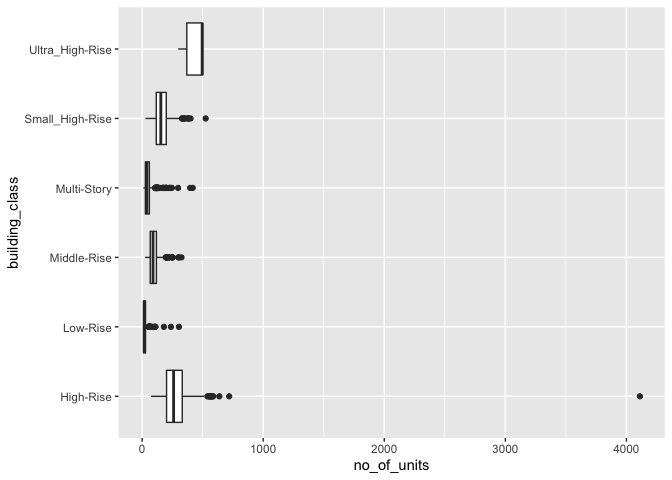 Ultra_High-Rise
Small_High-Rise
Multi-Story
Middle-Rise
Low-Rise
High-Rise
building_class
0 1000 2000 3000 4000
no_of_units